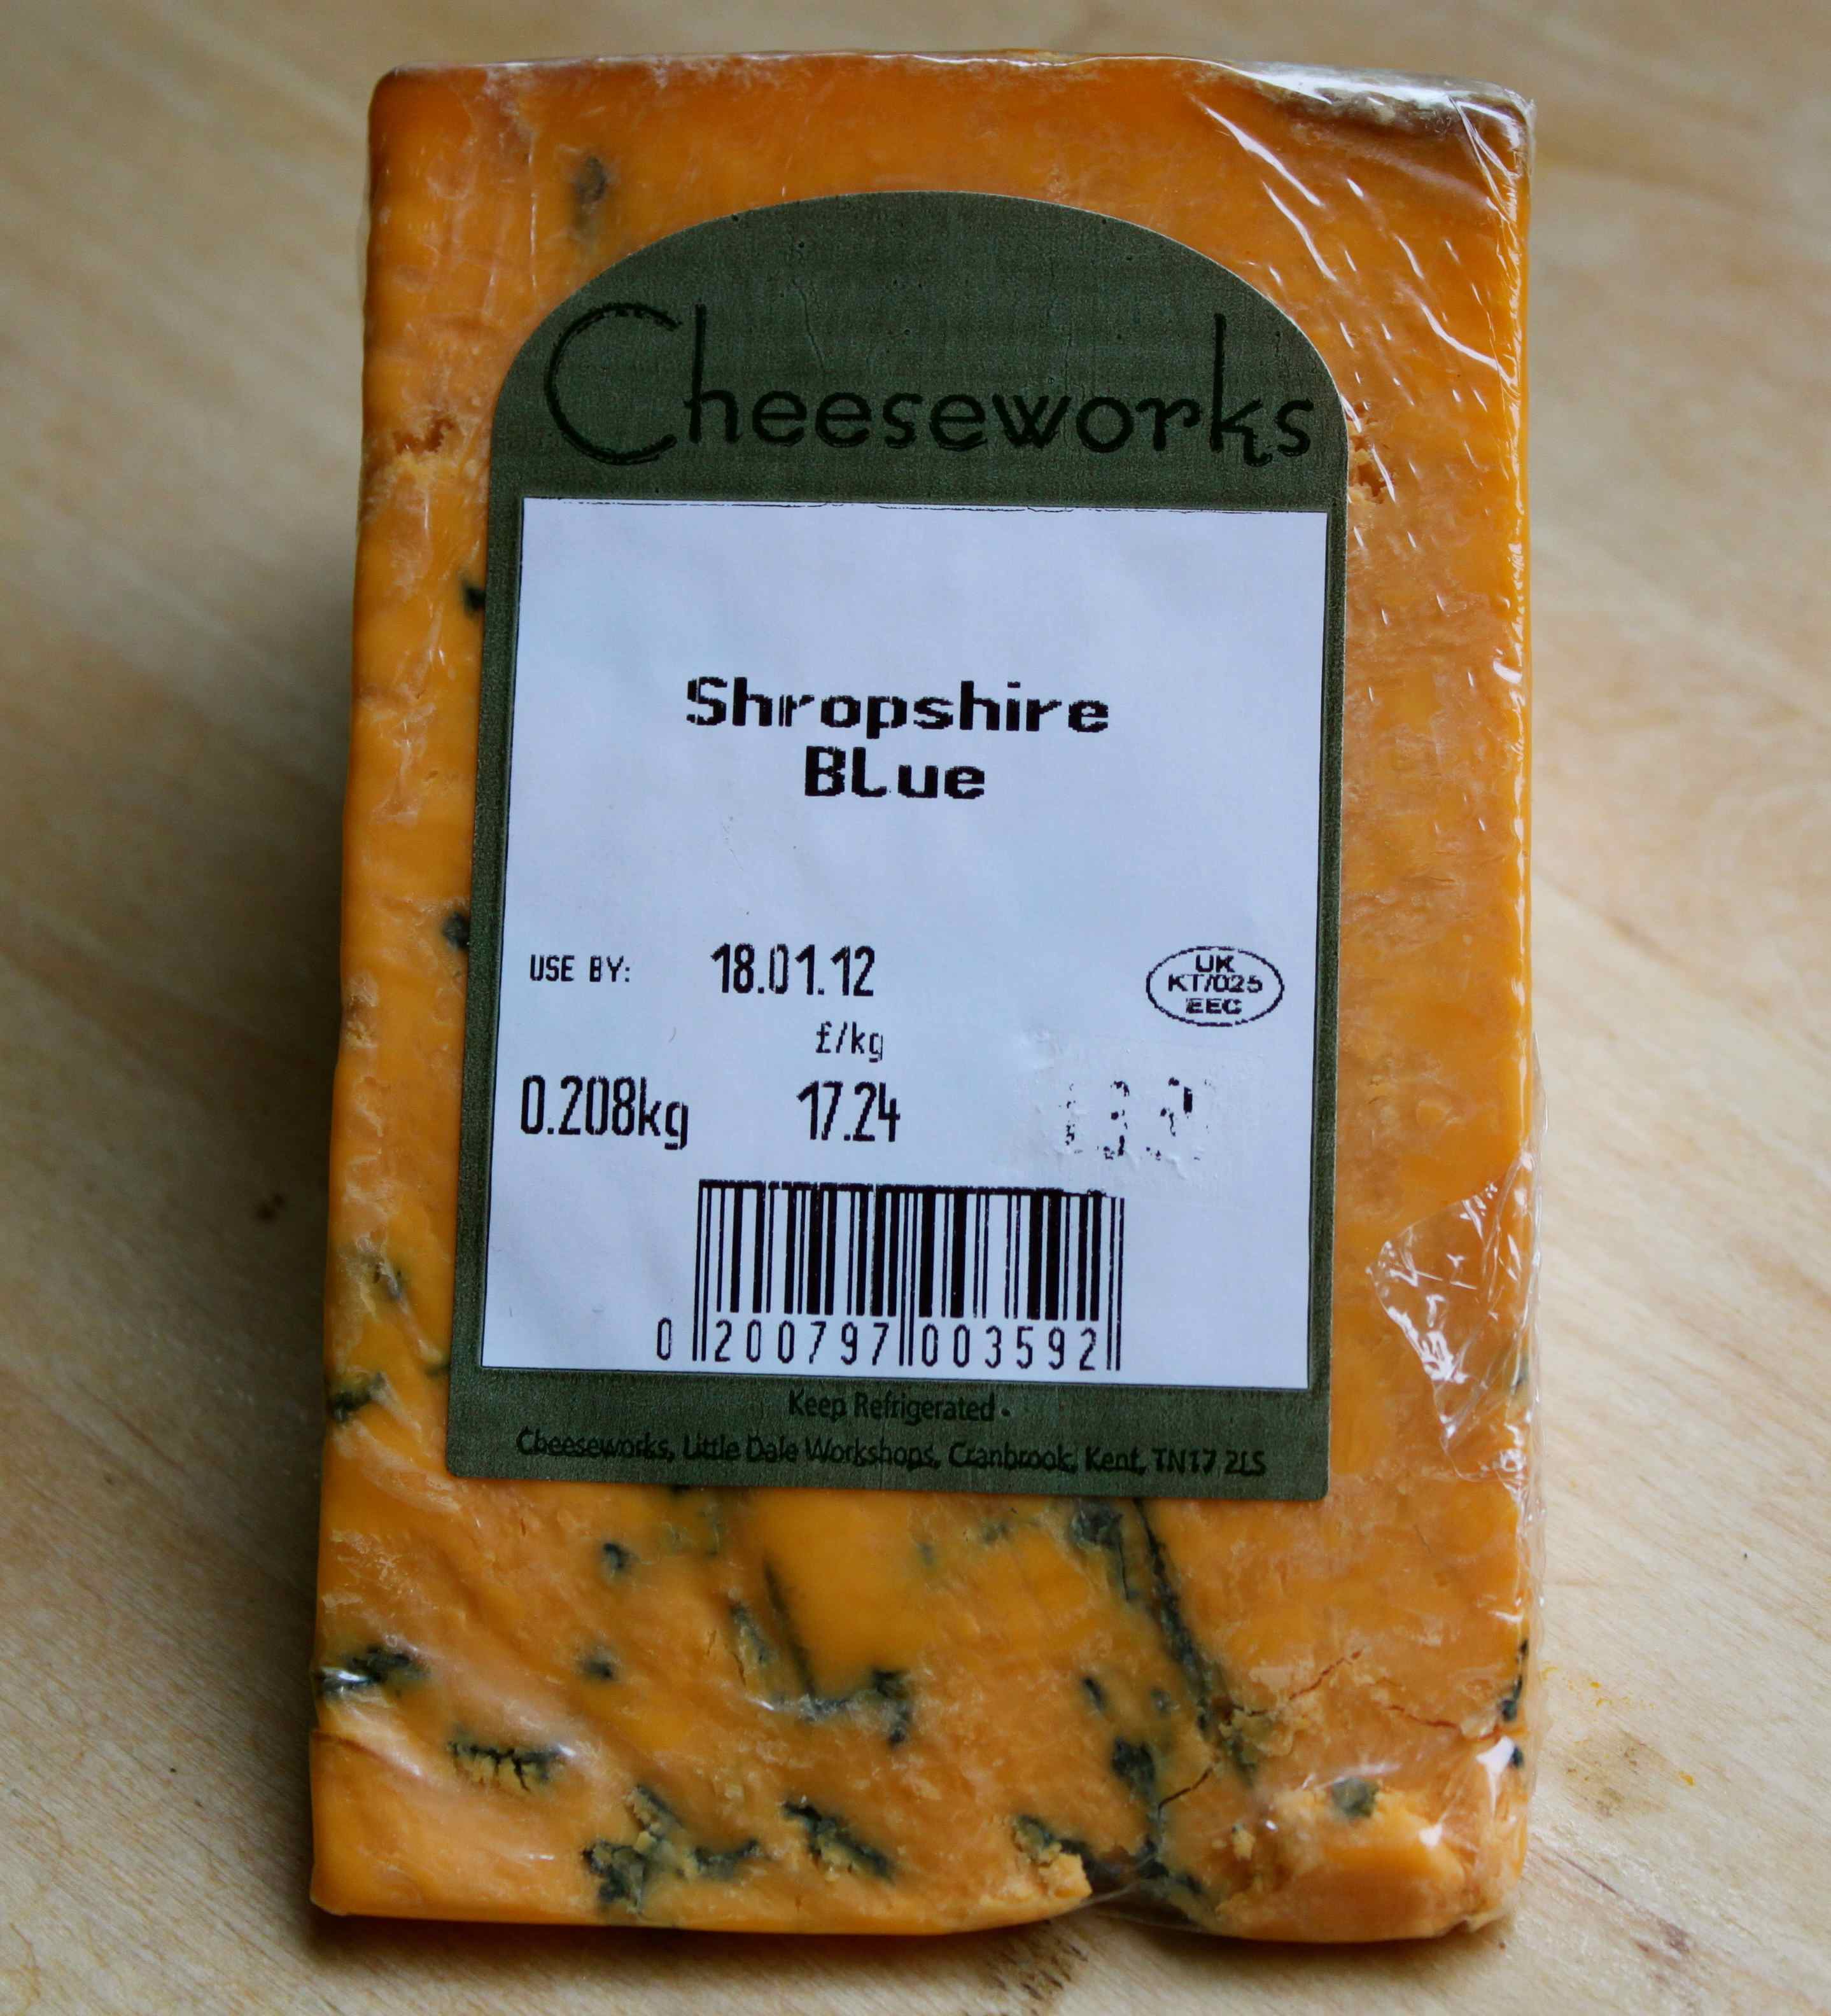 Cheeseworks
Shropshire
BLue
USE BY: 18.01.12
UK
KT/025
EEC
£/kg
0.208kg 17.24
0 200797 003592
Keep Refrigerated
Cheeseworks, Little Dale Workshops, Cranbrook, Kent, TN17 2LS